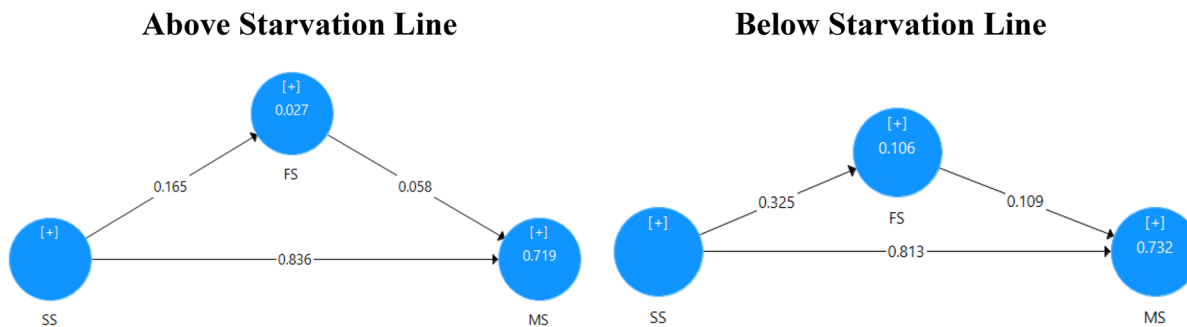 Above Starvation Line
[+]
0.027
FS
0.165
0.058
[+]
[+]
0.836
0.719
SS
MS
Below Starvation Line
[+]
0.106
FS
0.325
0.109
[+]
[+]
0.813
0.732
SS
MS